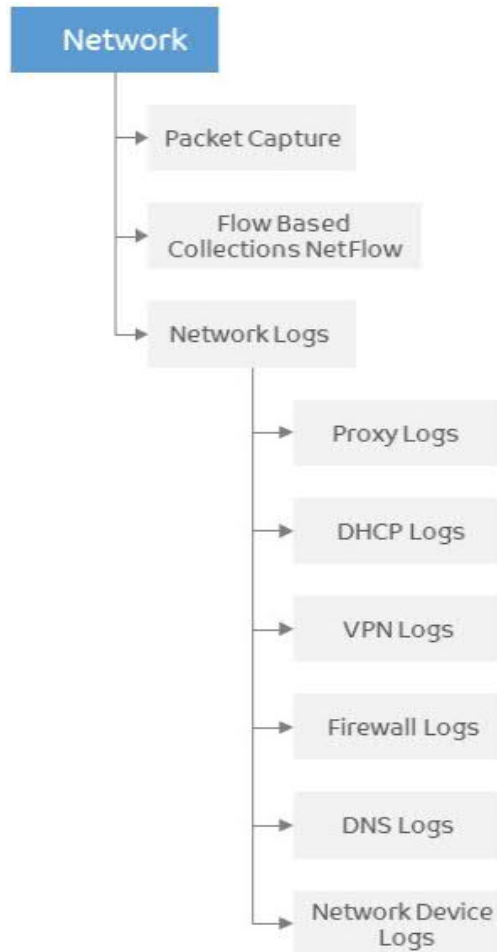 Network
Packet Capture
Flow Based
Collections NetFlow
Network Logs
Proxy Logs
DHCP Logs
VPN Logs
Firewall Logs
DNS Logs
Network Device
Logs